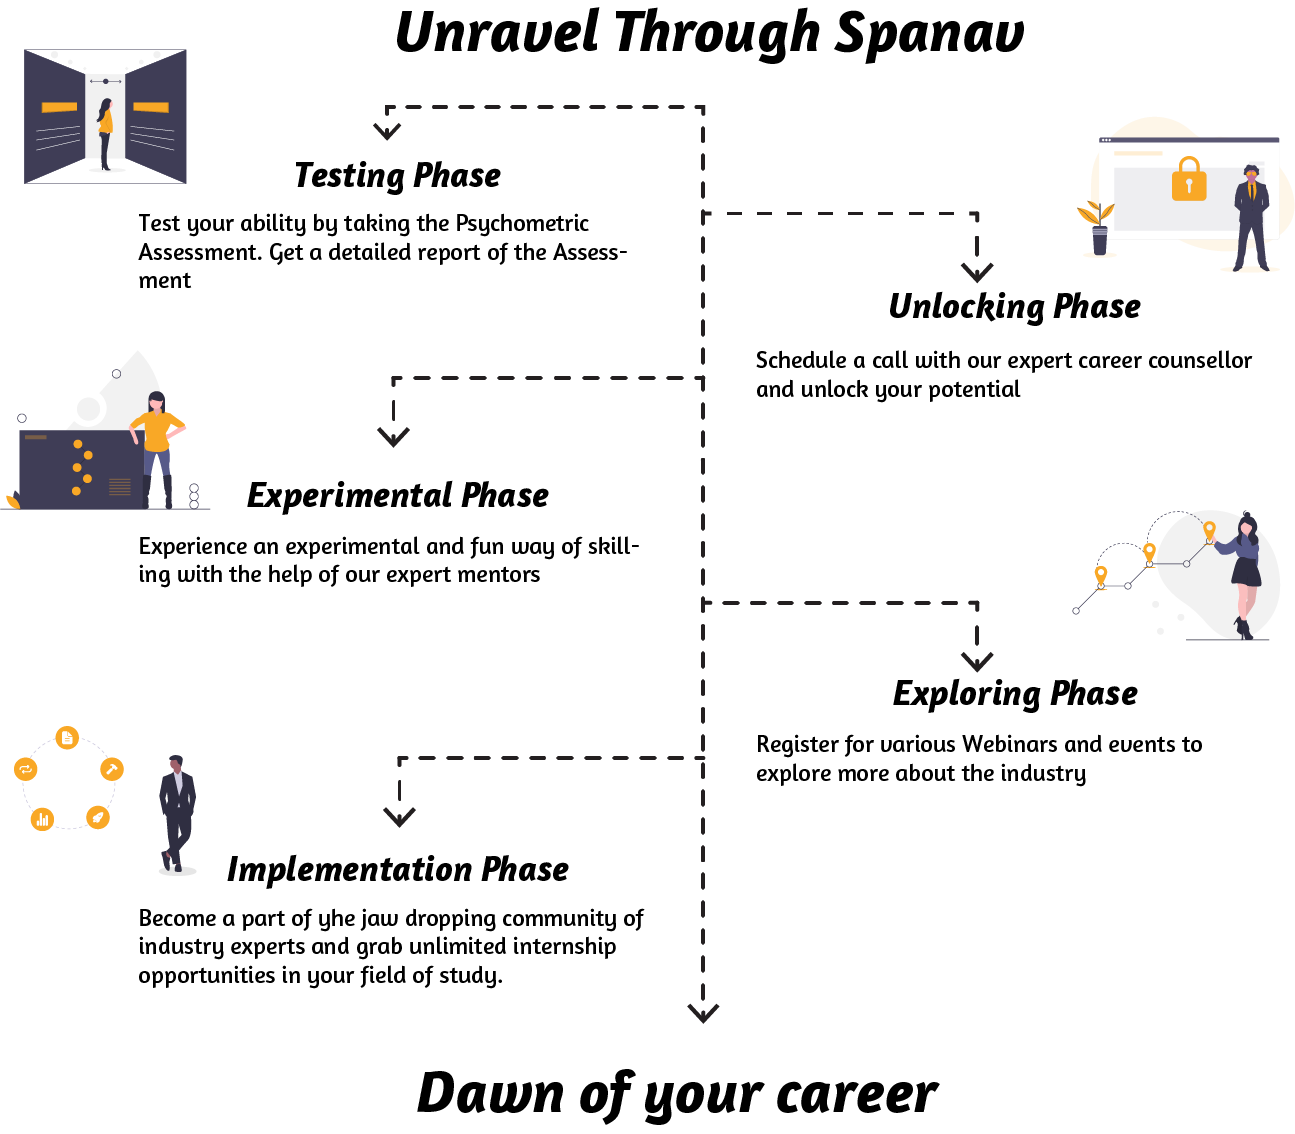 Unravel Through Spanav
Testing Phase
Test your ability by taking the Psychometric
Assessment. Get a detailed report of the Assess-
ment
Unlocking Phase
Schedule a call with our expert career counsellor
and unlock your potential
Experimental Phase
Experience an experimental and fun way of skill-
ing with the help of our expert mentors
Exploring Phase
Register for various Webinars and events to
explore more about the industry
Implementation Phase
Become a part of yhe jaw dropping community of
industry experts and grab unlimited internship
opportunities in your field of study.
Dawn of your career